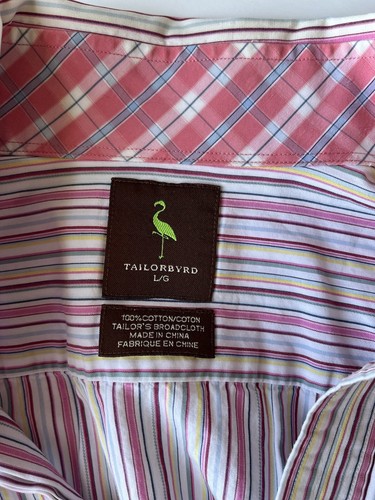 TAILORBYRD
L/G
100%COTTON/COTON
TAILOR'S BROADCLOTH
MADE IN CHINA
FABRIQUE EN CHINE